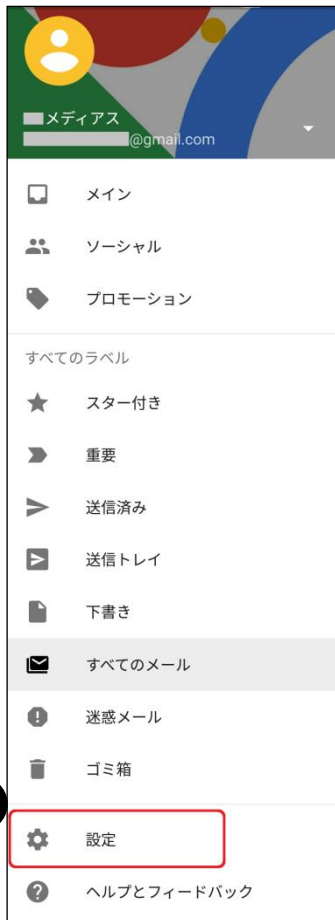 メディアス
@gmail.com
メイン
ソーシャル
プロモーション
すべてのラベル
スター付き
重要
送信済み
送信トレイ
下書き
すべてのメール
迷惑メール
ゴミ箱
設定
ヘルプとフィードバック